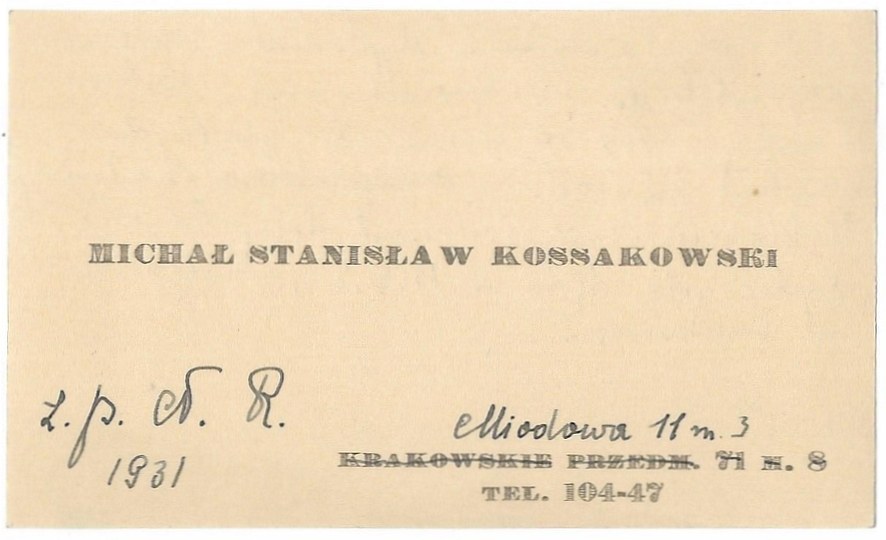 MICHAŁ STANISŁAW KOSSAKOWSKI
z. p. N. R.
1931
Miodowa 11 m. 3
KRAKOWSKIE PRZEDM. 71 M. 8
TEL. 104-47